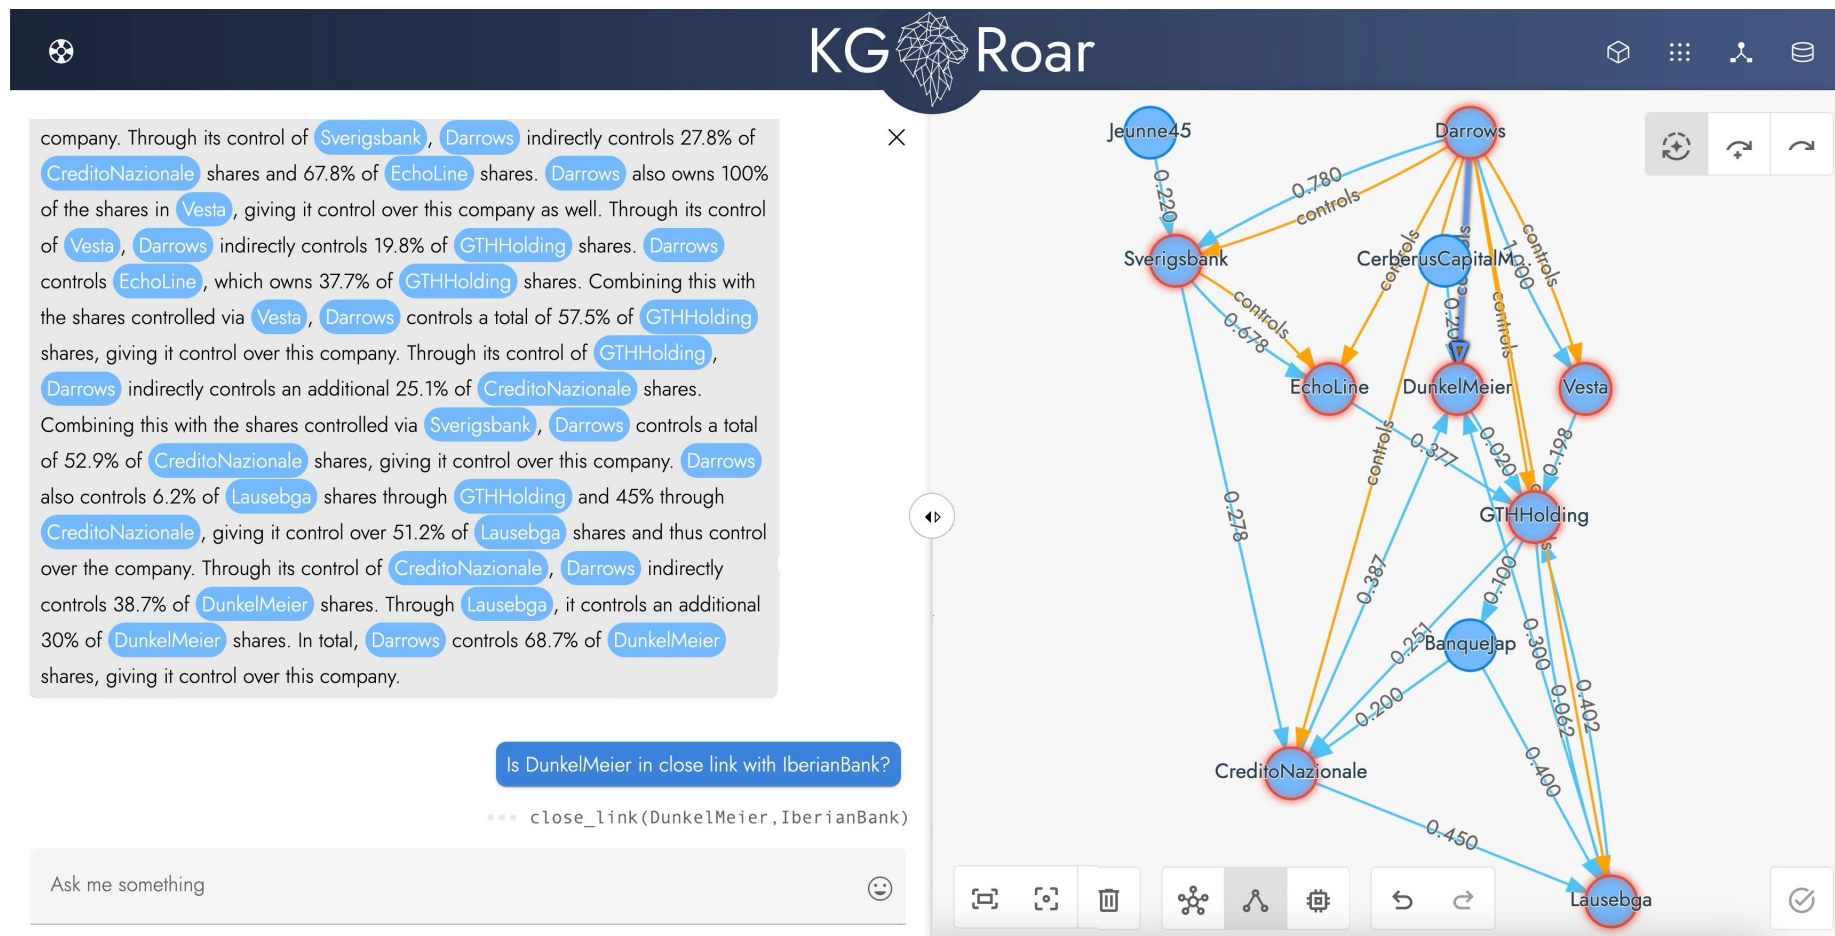 KG Roar
company. Through its control of Sverigsbank, Darrows indirectly controls 27.8% of
CreditoNazionale shares and 67.8% of EchoLine shares. Darrows also owns 100%
of the shares in Vesta, giving it control over this company as well. Through its control
of Vesta, Darrows indirectly controls 19.8% of GTHHolding shares. Darrows
controls EchoLine, which owns 37.7% of GTHHolding shares. Combining this with
the shares controlled via Vesta, Darrows controls a total of 57.5% of GTHHolding
shares, giving it control over this company. Through its control of GTHHolding,
Darrows indirectly controls an additional 25.1% of CreditoNazionale shares.
Combining this with the shares controlled via Sverigsbank, Darrows controls a total
of 52.9% of CreditoNazionale shares, giving it control over this company. Darrows
also controls 6.2% of Lausebga shares through GTHHolding and 45% through
CreditoNazionale, giving it control over 51.2% of Lausebga shares and thus control
over the company. Through its control of CreditoNazionale, Darrows indirectly
controls 38.7% of DunkelMeier shares. Through Lausebga, it controls an additional
30% of DunkelMeier shares. In total, Darrows controls 68.7% of DunkelMeier
shares, giving it control over this company.
Is DunkelMeier in close link with IberianBank?
close_link(DunkelMeier,IberianBank)
Ask me something
Jeunne45
Darrows
0.220
0.780
controls
controls
controls
1.000
Sverigsbank
CerberusCapitalM...
controls
0.678
controls
EchoLine
DunkelMeier
Vesta
controls
0.377
0.020
0.198
0.278
GTHHolding
0.387
0.100
0.251
BanqueJap
0.300
0.200
0.062
0.402
0.400
CreditoNazionale
0.450
Lausebga